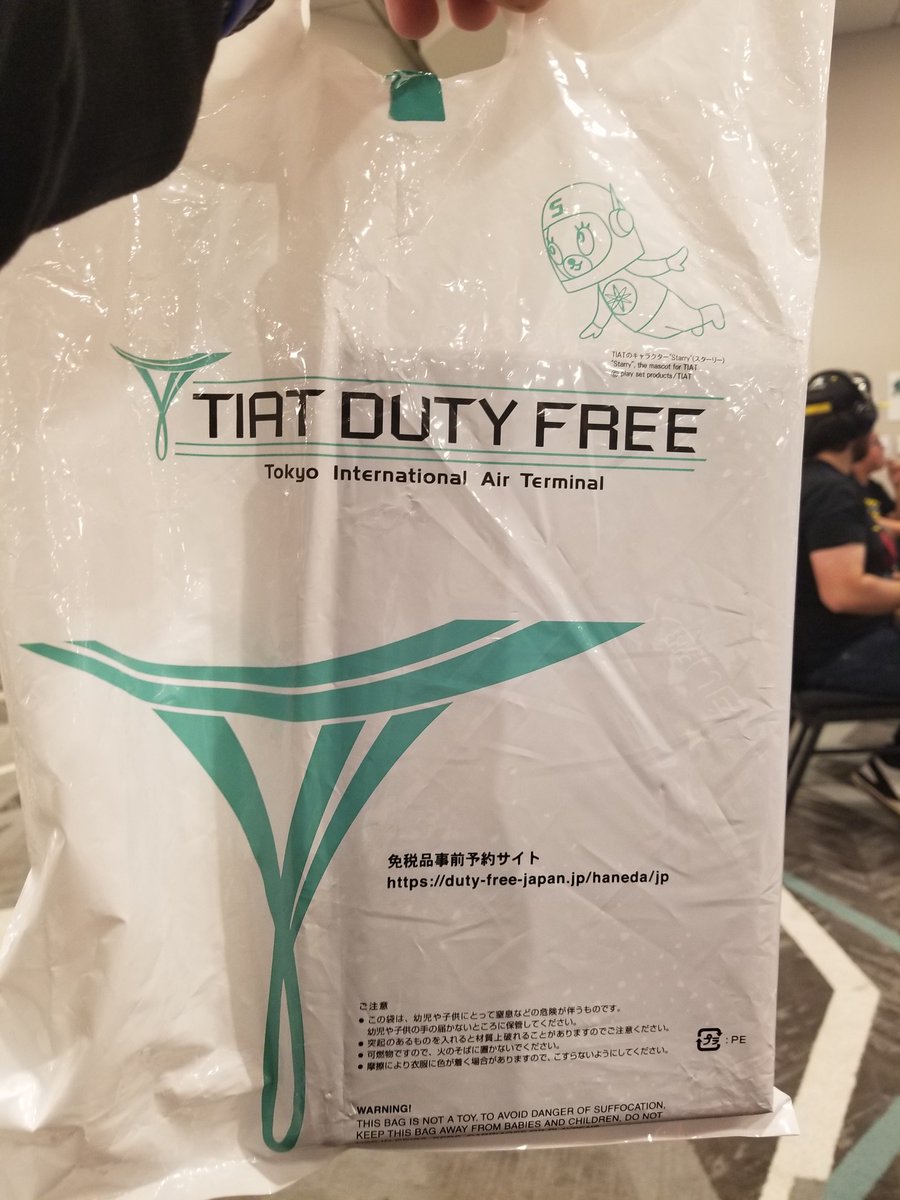 S
TIATのキャラクター"Starry"(スターリー)
"Starry", the mascot for TIAT
© play set products/TIAT
TIAT DUTY FREE
Tokyo International Air Terminal
免税品事前予約サイト
https://duty-free-japan.jp/haneda/jp
ご注意
● この袋は、幼児や子供にとって窒息などの危険が伴うものです。
幼児や子供の手の届かないところに保管してください。
● 突起のあるものを入れると材質上破れることがありますのでご注意ください。
● 可燃物ですので、火のそばに置かないでください。
● 摩擦により衣服に色が着く場合がありますので、こすらないようにしてください。
プラ : PE
WARNING!
THIS BAG IS NOT A TOY. TO AVOID DANGER OF SUFFOCATION,
KEEP THIS BAG AWAY FROM BABIES AND CHILDREN, DO NOT